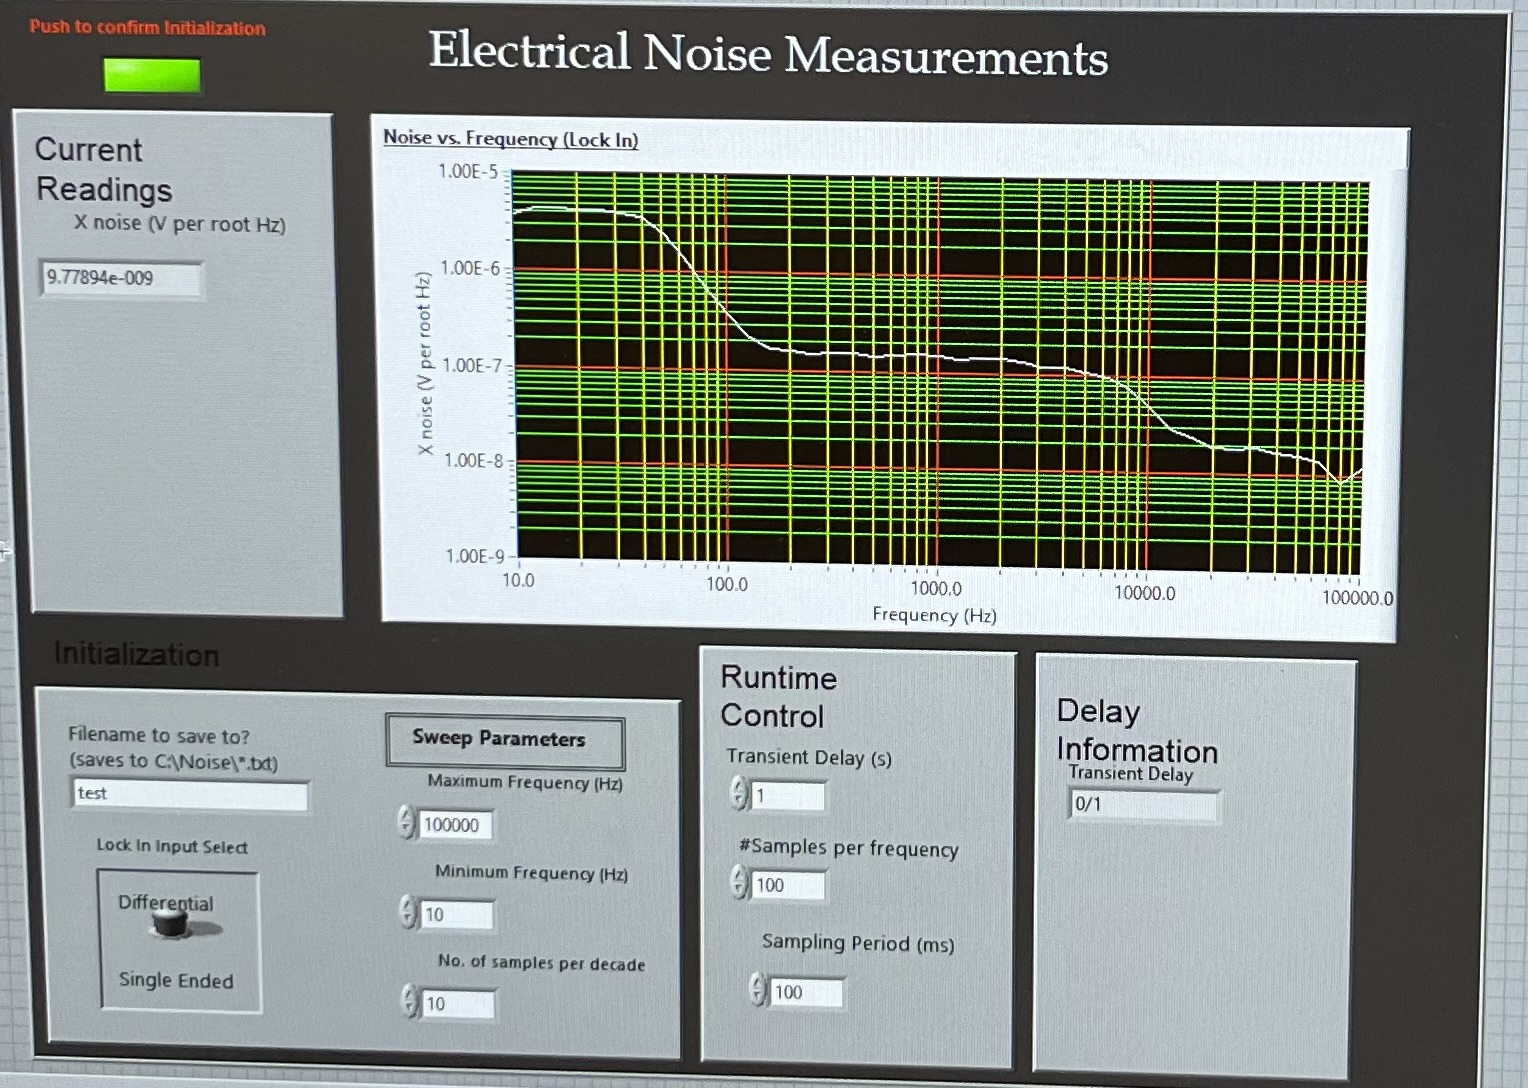 Push to confirm Initialization
Electrical Noise Measurements
Current
Readings
X noise (V per root Hz)
9.77894e-009
Noise vs. Frequency (Lock In)
1.00E-5
1.00E-6
1.00E-7
1.00E-8
1.00E-9
X noise (V per root Hz)
10.0
100.0
1000.0
10000.0
100000.0
Frequency (Hz)
Initialization
Filename to save to?
(saves to C:\Noise\*.txt)
test
Lock In Input Select
Differential
Single Ended
Sweep Parameters
Maximum Frequency (Hz)
100000
Minimum Frequency (Hz)
10
No. of samples per decade
10
Runtime
Control
Transient Delay (s)
1
#Samples per frequency
100
Sampling Period (ms)
100
Delay
Information
Transient Delay
0/1